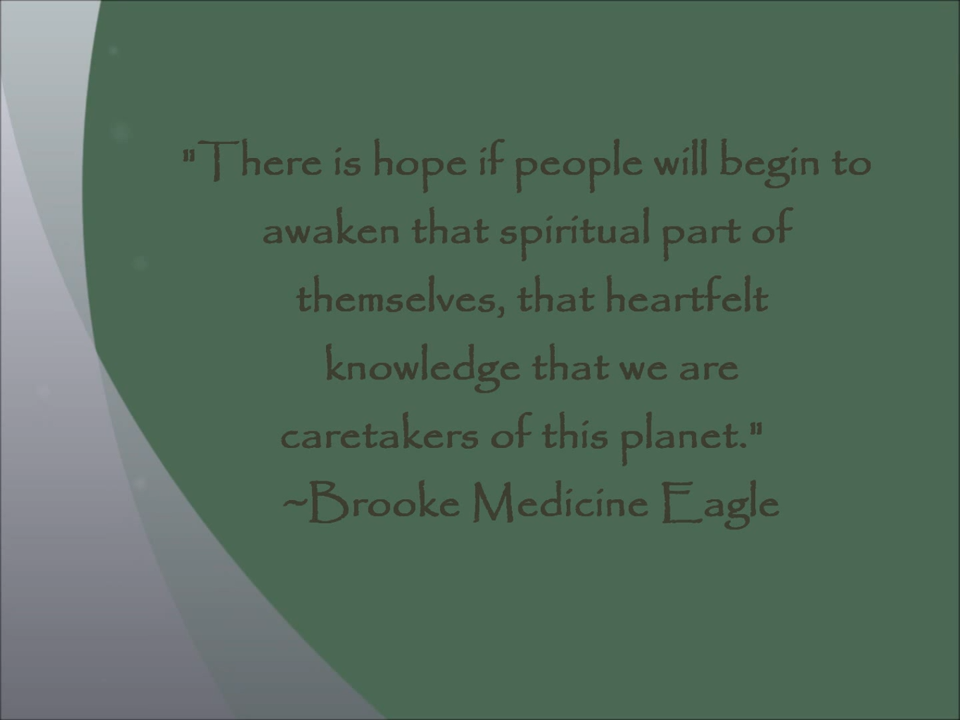 "There is hope if people will begin to
awaken that spiritual part of
themselves, that heartfelt
knowledge that we are
caretakers of this planet."
~Brooke Medicine Eagle